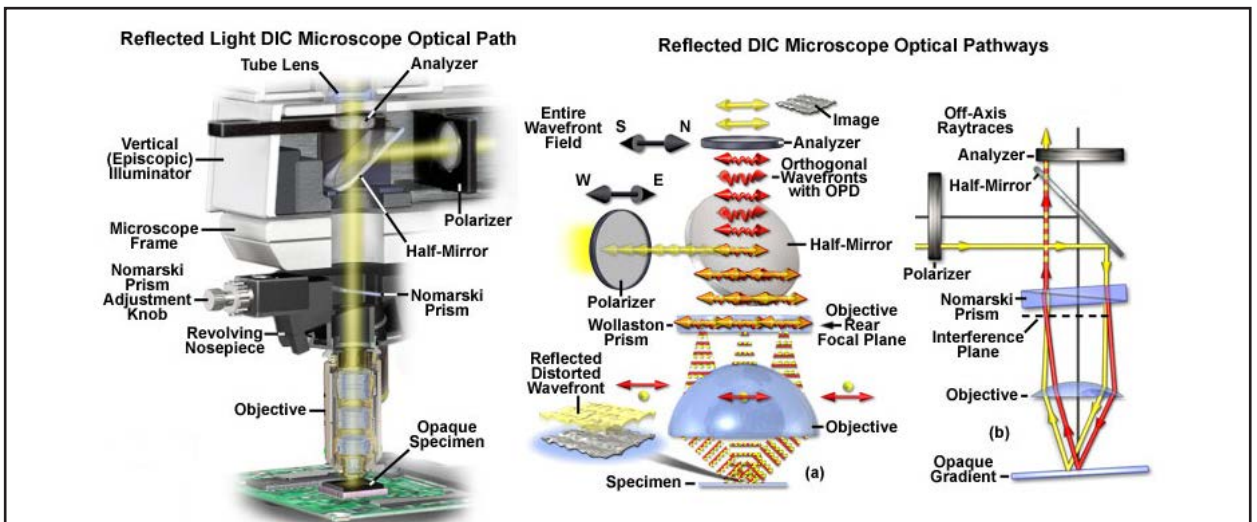 Reflected Light DIC Microscope Optical Path
Tube Lens
Analyzer
Vertical
(Episcopic)
Illuminator
Polarizer
Microscope
Frame
Half-Mirror
Nomarski
Prism
Adjustment
Knob
Nomarski
Prism
Revolving
Nosepiece
Objective
Opaque
Specimen
Reflected DIC Microscope Optical Pathways
Entire
Wavefront
Field
S
N
Image
Analyzer
Orthogonal
Wavefronts
with OPD
W
E
Half-Mirror
Polarizer
Wollaston
Prism
Objective
Rear
Focal Plane
Reflected
Distorted
Wavefront
Objective
Specimen
(a)
Off-Axis
Raytraces
Analyzer
Half-Mirror
Polarizer
Nomarski
Prism
Interference
Plane
Objective
(b)
Opaque
Gradient